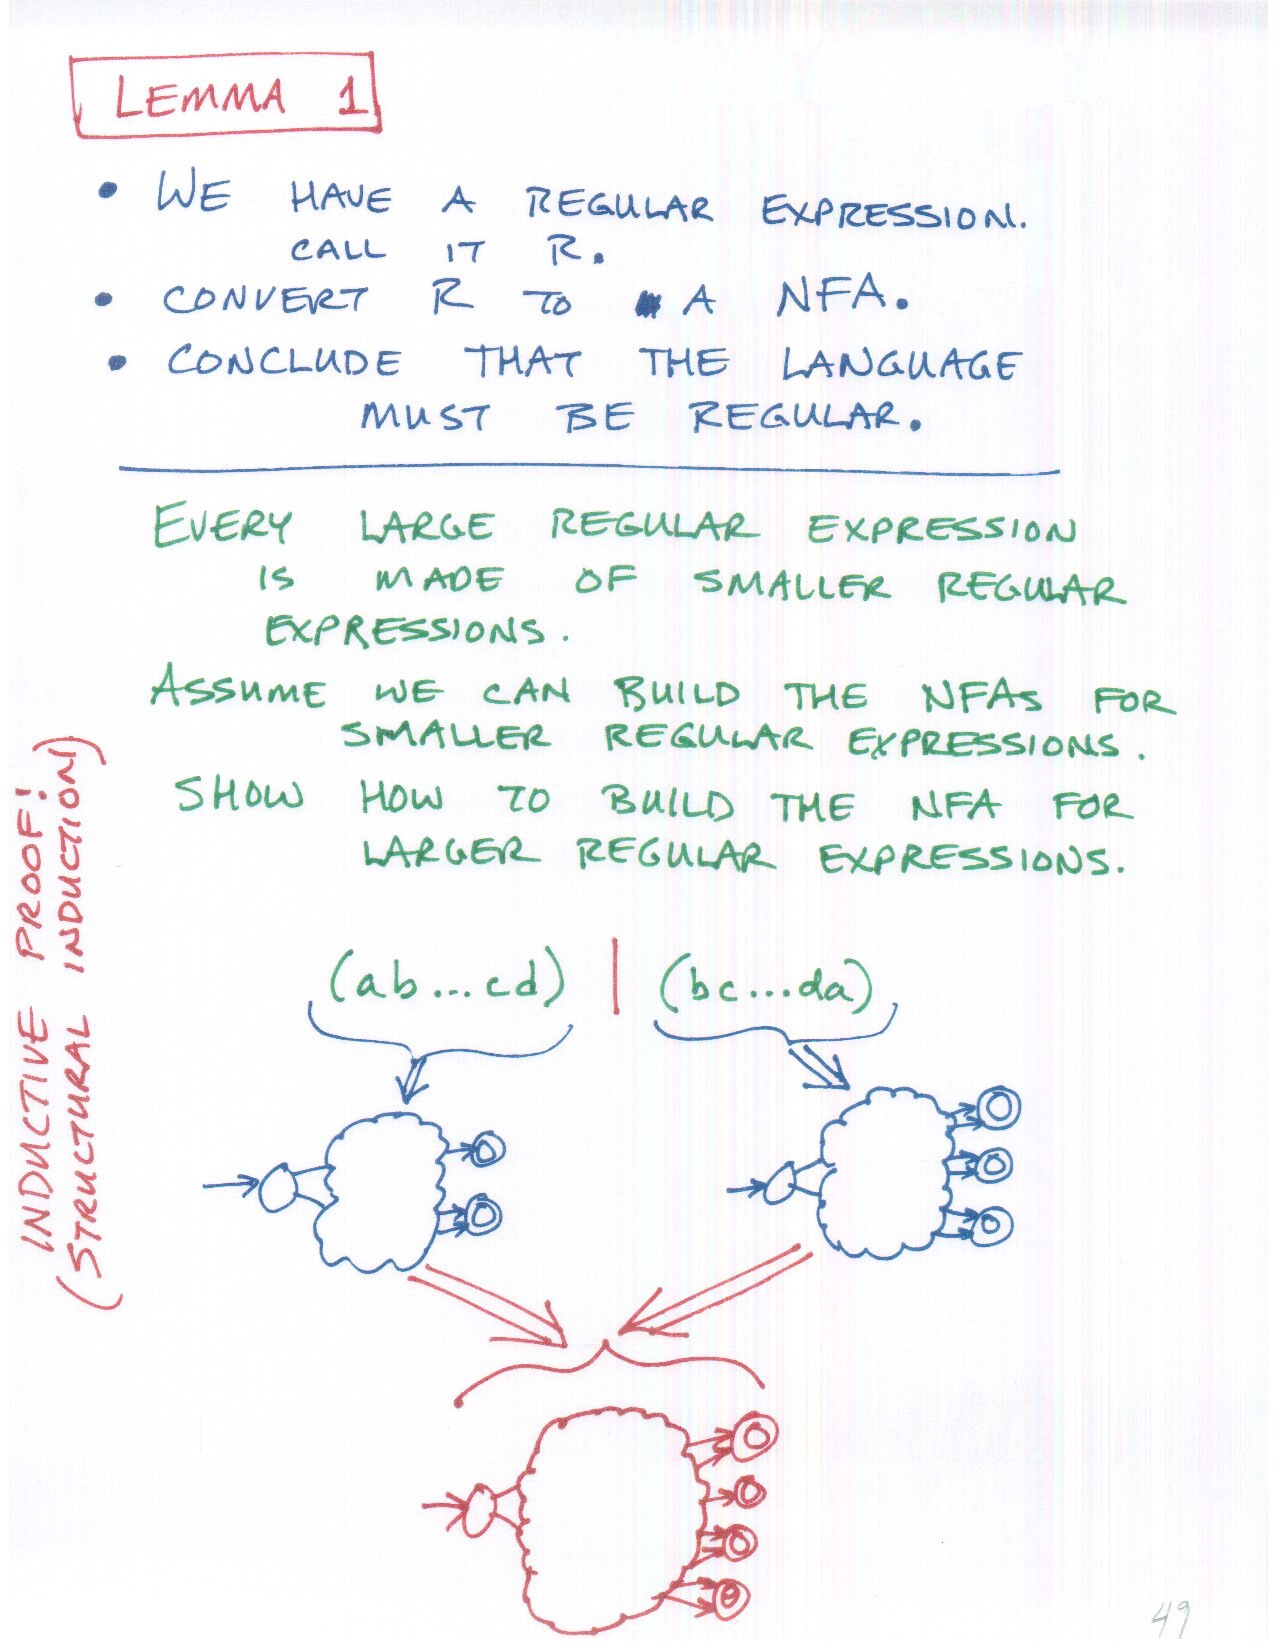 LEMMA 1
• WE HAVE A REGULAR EXPRESSION.
CALL IT R.
• CONVERT R TO A NFA.
• CONCLUDE THAT THE LANGUAGE
MUST BE REGULAR.
EVERY LARGE REGULAR EXPRESSION
IS MADE OF SMALLER REGULAR
EXPRESSIONS.
ASSUME WE CAN BUILD THE NFAS FOR
SMALLER REGULAR EXPRESSIONS.
SHOW HOW TO BUILD THE NFA FOR
LARGER REGULAR EXPRESSIONS.
INDUCTIVE PROOF!
(STRUCTURAL INDUCTION)
(ab...cd) | (bc...da)
49